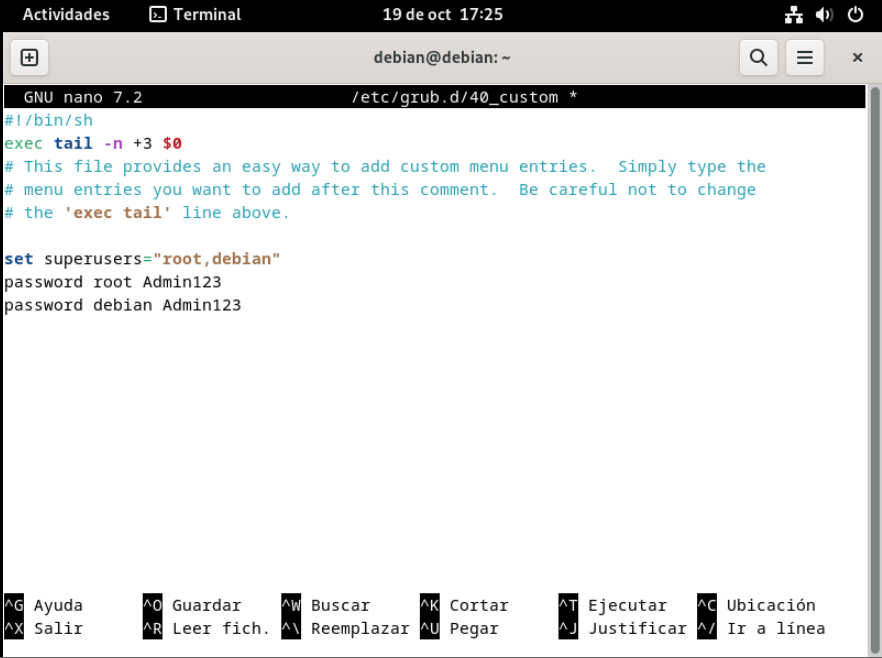 Actividades Terminal 19 de oct 17:25
debian@debian: ~
GNU nano 7.2 /etc/grub.d/40_custom *
#!/bin/sh
exec tail -n +3 $0
# This file provides an easy way to add custom menu entries.  Simply type the
# menu entries you want to add after this comment.  Be careful not to change
# the 'exec tail' line above.
set superusers="root,debian"
password root Admin123
password debian Admin123
^G Ayuda ^O Guardar ^W Buscar ^K Cortar ^T Ejecutar ^C Ubicación
^X Salir ^R Leer fich. ^\ Reemplazar ^U Pegar ^J Justificar ^/ Ir a línea